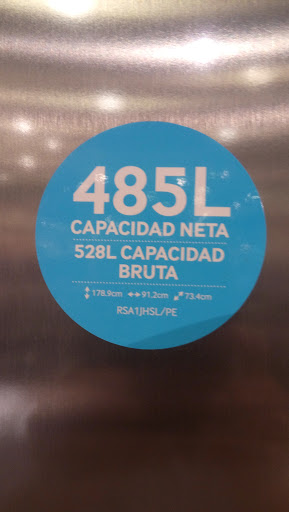 485L
CAPACIDAD NETA
528L CAPACIDAD
BRUTA
178.9cm 91.2cm 73.4cm
RSA1JHSL/PE